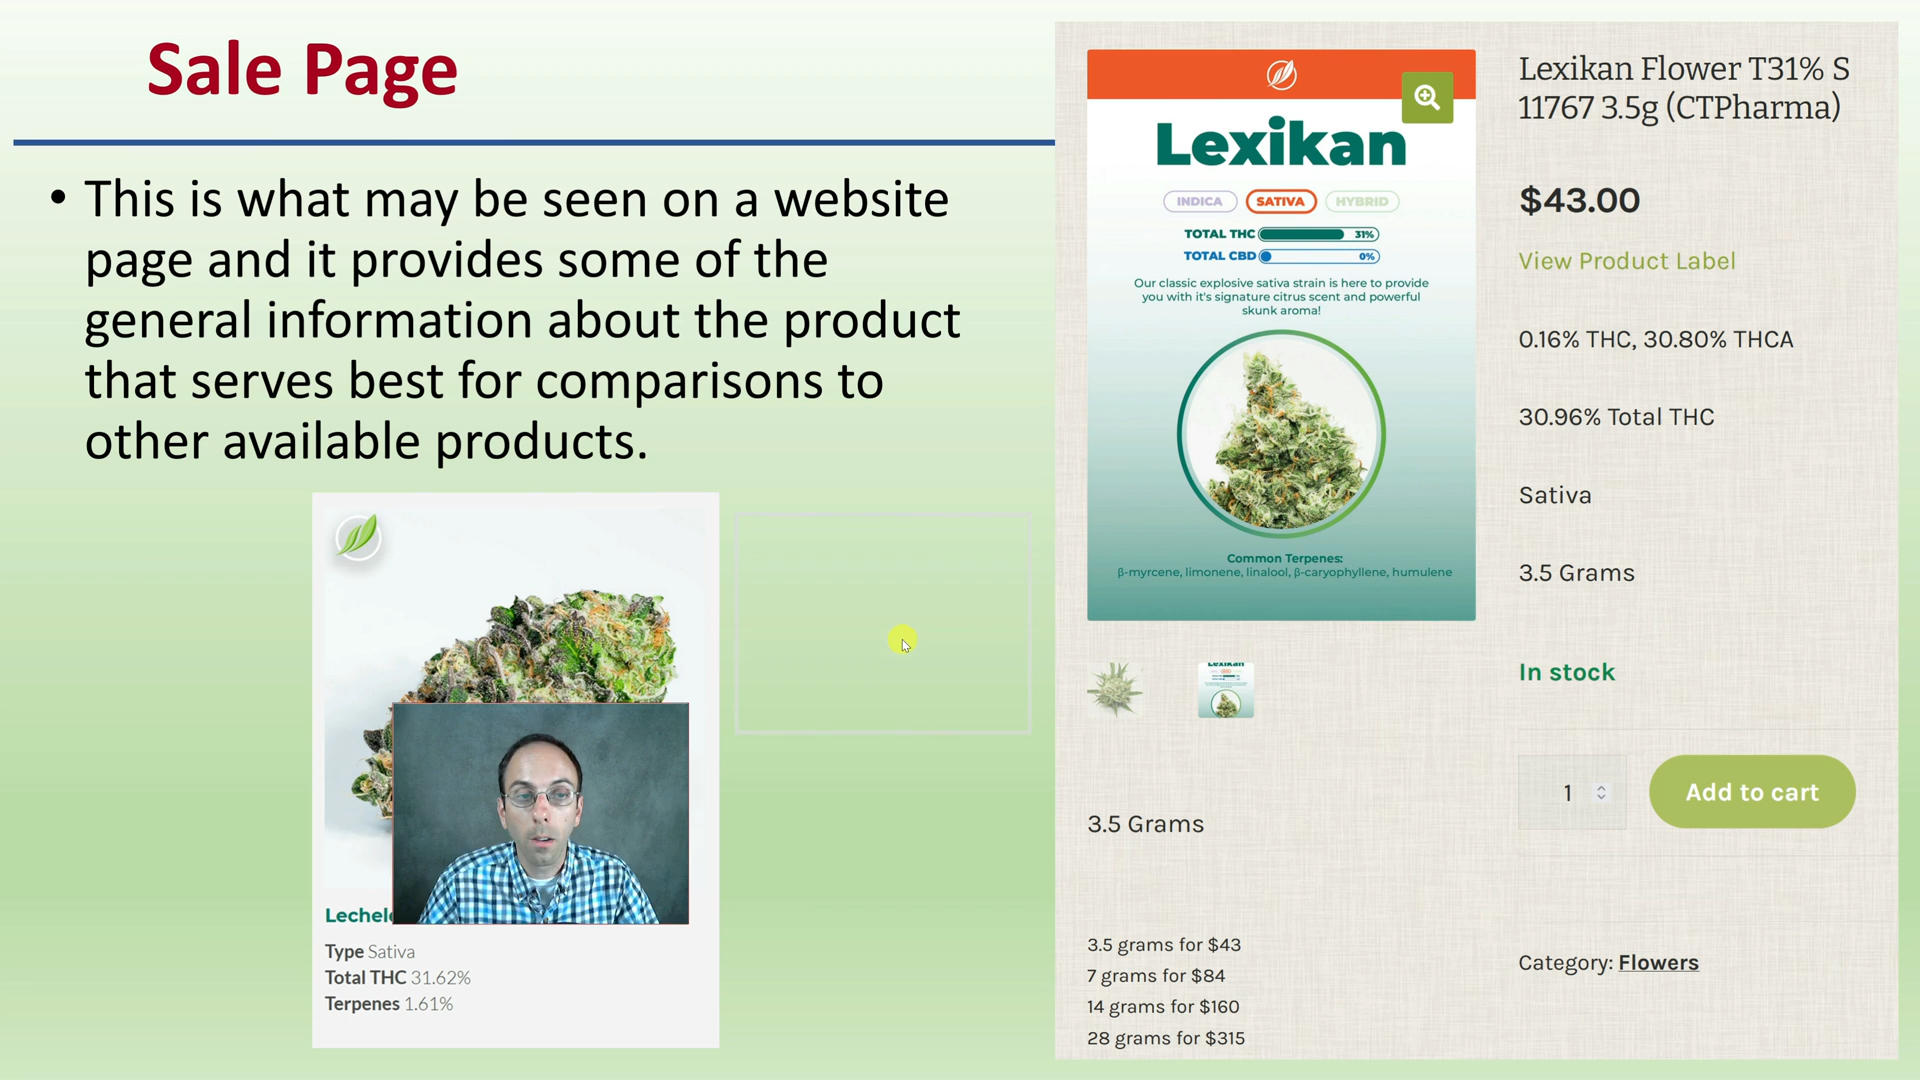 Sale Page
• This is what may be seen on a website
page and it provides some of the
general information about the product
that serves best for comparisons to
other available products.
Type Sativa
Total THC 31.62%
Terpenes 1.61%
Lexikan
INDICA SATIVA HYBRID
TOTAL THC 31%
TOTAL CBD 0%
Our classic explosive sativa strain is here to provide
you with it's signature citrus scent and powerful
skunk aroma!
Common Terpenes:
β-myrcene, limonene, linalool, β-caryophyllene, humulene
Lexikan
3.5 Grams
3.5 grams for $43
7 grams for $84
14 grams for $160
28 grams for $315
Lexikan Flower T31% S
11767 3.5g (CTPharma)
$43.00
View Product Label
0.16% THC, 30.80% THCA
30.96% Total THC
Sativa
3.5 Grams
In stock
1 Add to cart
Category: Flowers